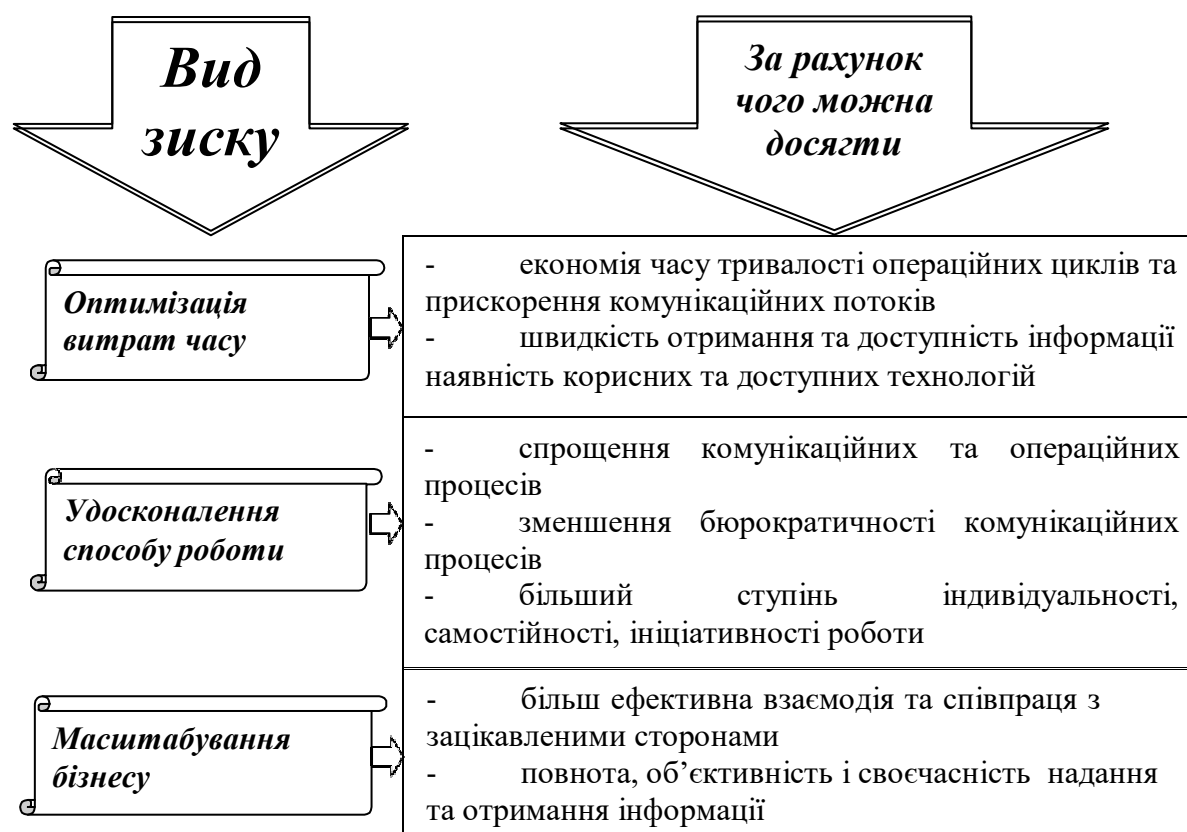 Вид
зиску
За рахунок
чого можна
досягти
Оптимізація
витрат часу
- економія часу тривалості операційних циклів та
прискорення комунікаційних потоків
- швидкість отримання та доступність інформації
наявність корисних та доступних технологій
Удосконалення
способу роботи
- спрощення комунікаційних та операційних
процесів
- зменшення бюрократичності комунікаційних
процесів
- більший ступінь індивідуальності,
самостійності, ініціативності роботи
Масштабування
бізнесу
- більш ефективна взаємодія та співпраця з
зацікавленими сторонами
- повнота, об’єктивність і своєчасність надання
та отримання інформації